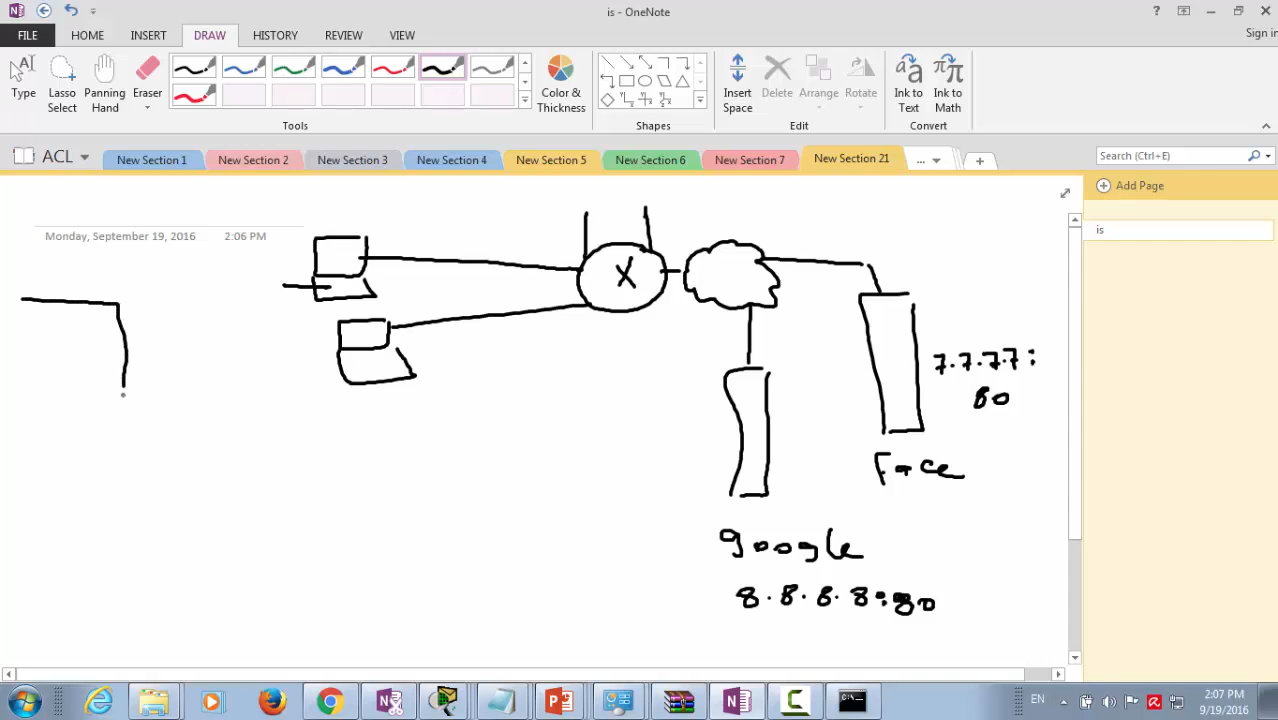 is - OneNote
Sign in
FILE HOME INSERT DRAW HISTORY REVIEW VIEW
Type
Lasso Select
Panning Hand
Eraser
Color & Thickness
Insert Space
Delete
Arrange
Rotate
Ink to Text
Ink to Math
Tools
Shapes
Edit
Convert
ACL
New Section 1
New Section 2
New Section 3
New Section 4
New Section 5
New Section 6
New Section 7
New Section 21
...
Search (Ctrl+E)
Add Page
is
Monday, September 19, 2016 2:06 PM
X
7.7.7.7:
80
Face
google
8.8.8.8:80
EN
2:07 PM
9/19/2016